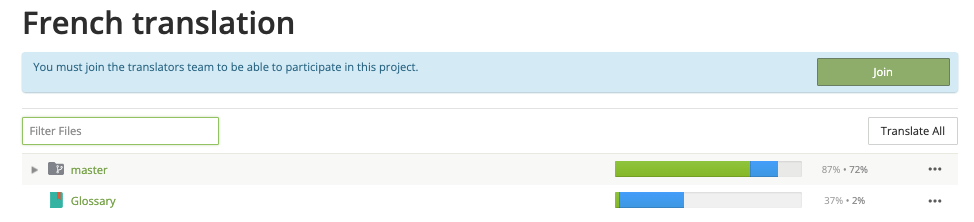 French translation
You must join the translators team to be able to participate in this project.
Join
Filter Files
Translate All
master
87% • 72%
Glossary
37% • 2%